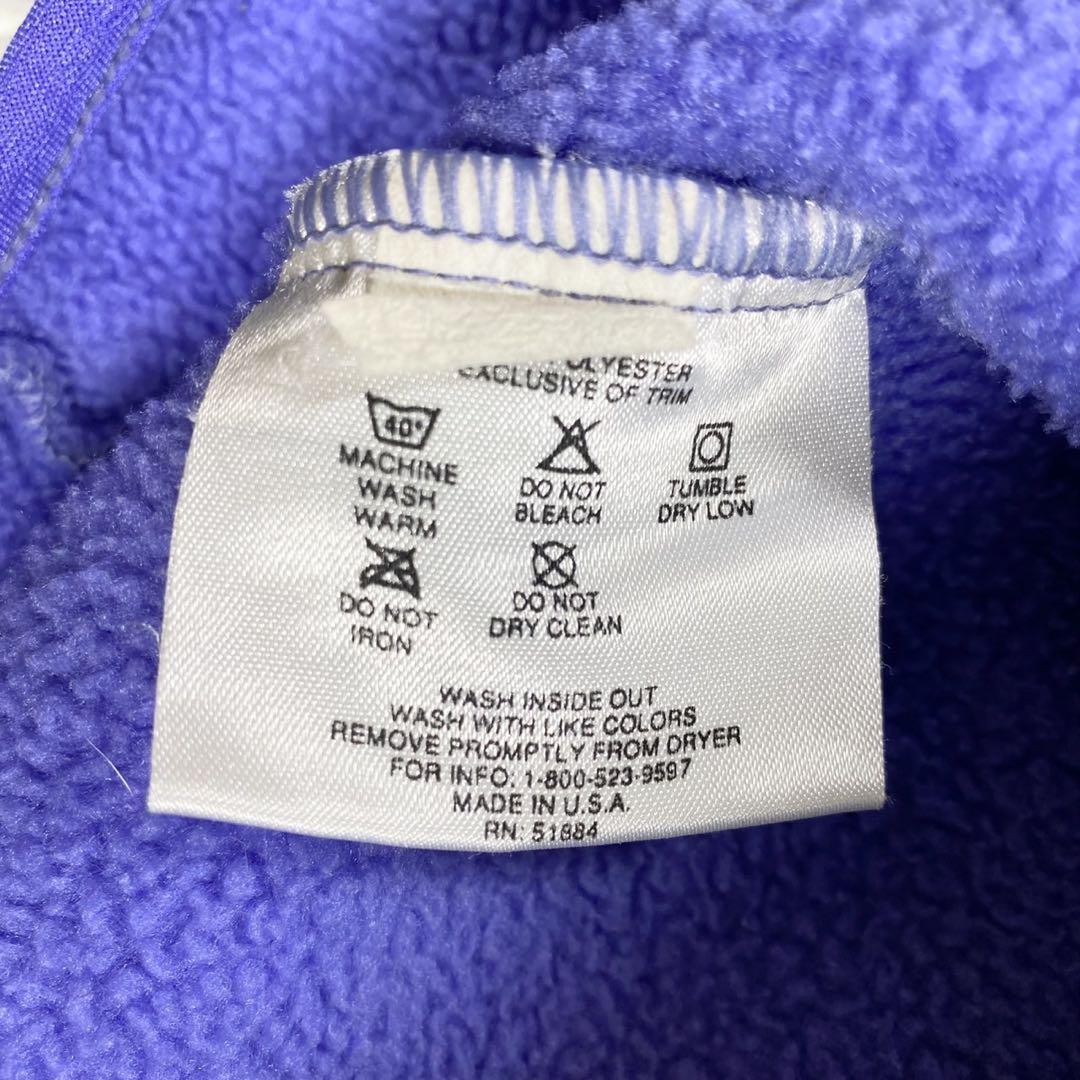 EXCLUSIVE OF TRIM
40°
MACHINE
WASH
WARM
DO NOT
BLEACH
TUMBLE
DRY LOW
DO NOT
IRON
DO NOT
DRY CLEAN
WASH INSIDE OUT
WASH WITH LIKE COLORS
REMOVE PROMPTLY FROM DRYER
FOR INFO: 1-800-523-9597
MADE IN U.S.A.
RN: 51884